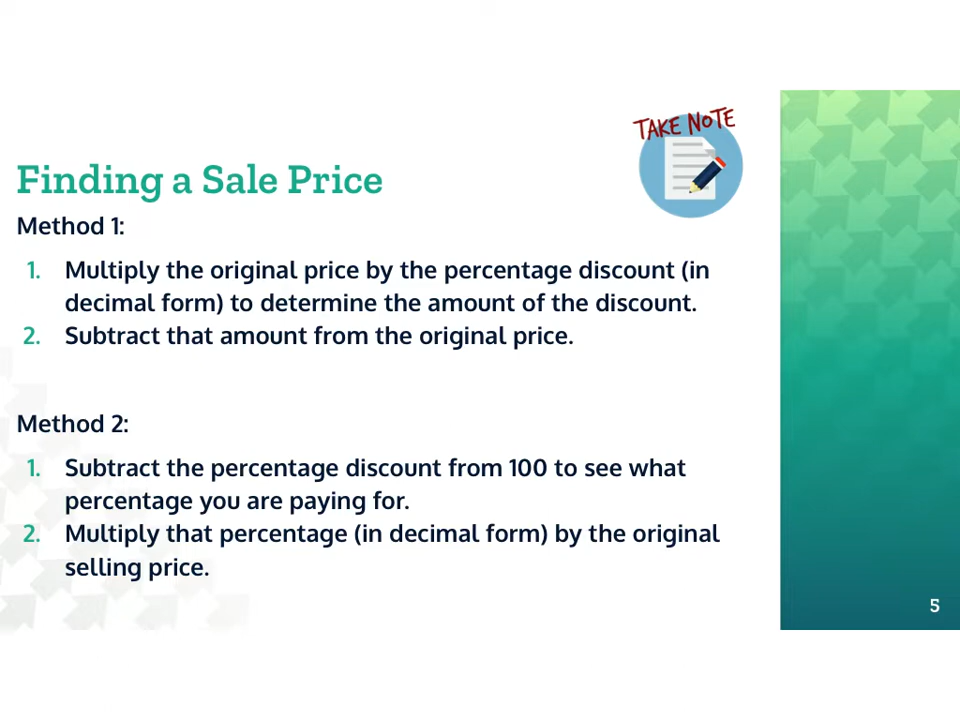 TAKE NOTE
Finding a Sale Price
Method 1:
1. Multiply the original price by the percentage discount (in
decimal form) to determine the amount of the discount.
2. Subtract that amount from the original price.
Method 2:
1. Subtract the percentage discount from 100 to see what
percentage you are paying for.
2. Multiply that percentage (in decimal form) by the original
selling price.
5